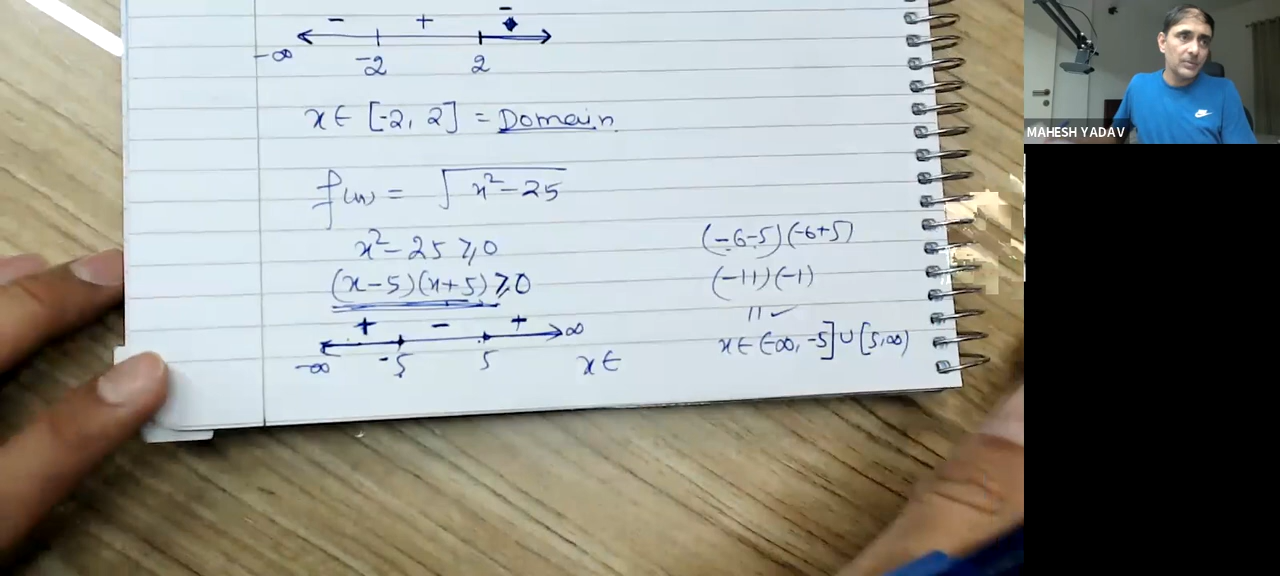 - + -
-∞ -2 2
x ∈ [-2, 2] = Domain
f(x) = √x²-25
x²-25 ≥ 0
(x-5)(x+5) ≥ 0
+ - + ∞
-∞ -5 5 x ∈
(-6-5)(-6+5)
(-11)(-1)
11 ✓
x ∈ (-∞, -5] ∪ [5, ∞)
MAHESH YADAV